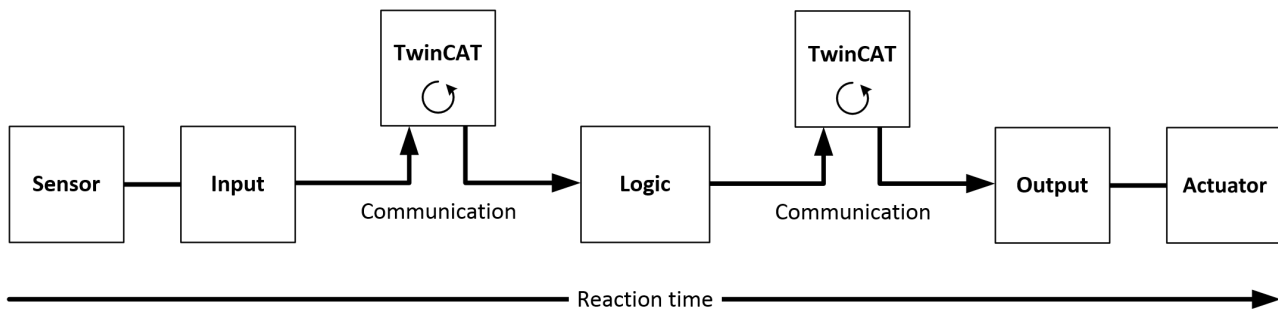 TwinCAT
TwinCAT
Sensor
Input
Logic
Output
Actuator
Communication
Communication
Reaction time